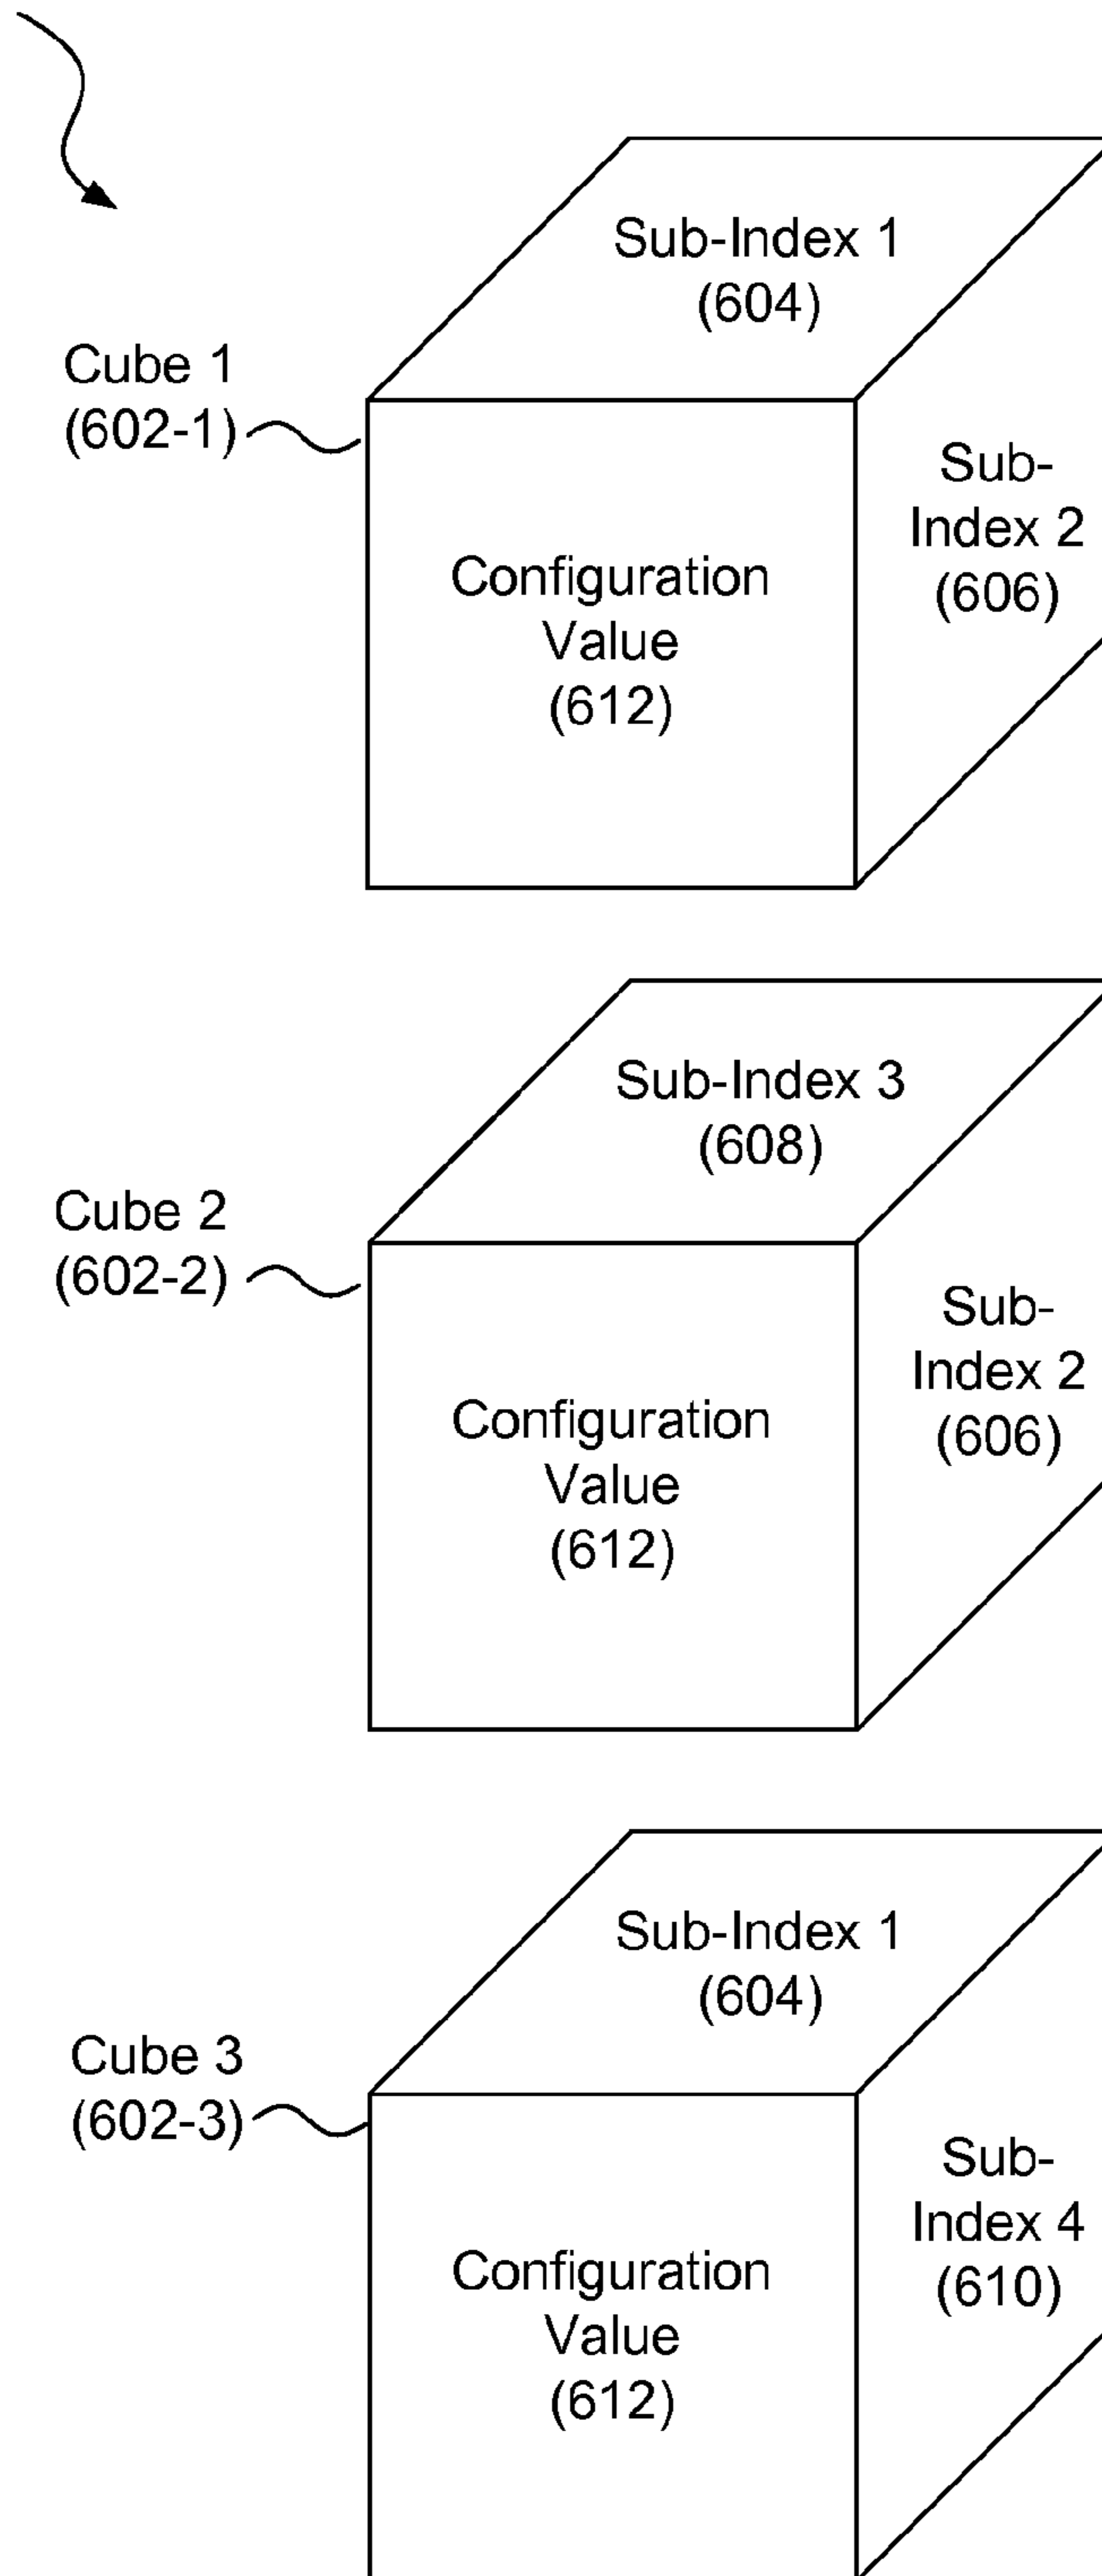 Sub-Index 1
(604)
Cube 1
(602-1)
Sub-
Index 2
(606)
Configuration
Value
(612)
Sub-Index 3
(608)
Cube 2
(602-2)
Sub-
Index 2
(606)
Configuration
Value
(612)
Sub-Index 1
(604)
Cube 3
(602-3)
Sub-
Index 4
(610)
Configuration
Value
(612)